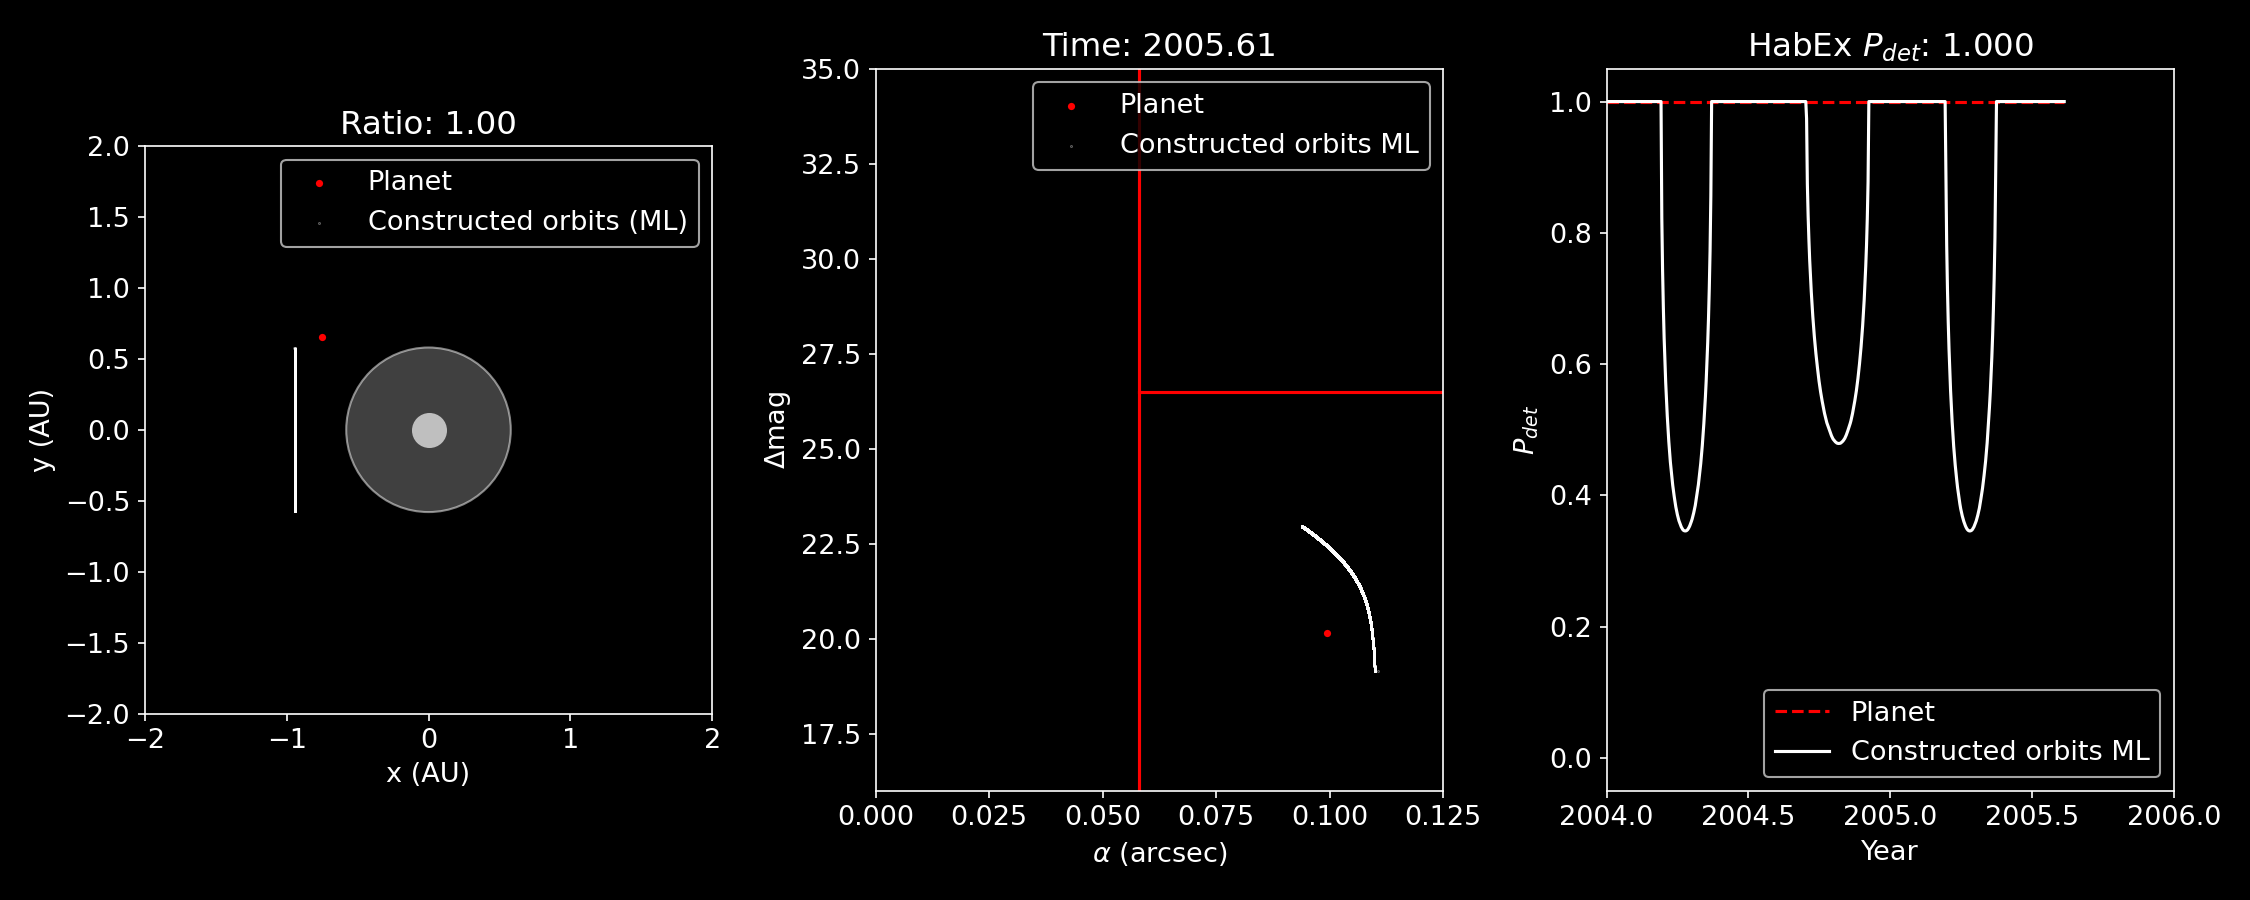 Ratio: 1.00
Planet
Constructed orbits (ML)
2.0
1.5
1.0
0.5
0.0
−0.5
−1.0
−1.5
−2.0
y (AU)
−2
−1
0
1
2
x (AU)
Time: 2005.61
Planet
Constructed orbits ML
35.0
32.5
30.0
27.5
25.0
22.5
20.0
17.5
Δmag
0.000
0.025
0.050
0.075
0.100
0.125
α (arcsec)
HabEx P_det: 1.000
1.0
0.8
0.6
0.4
0.2
0.0
P_det
Planet
Constructed orbits ML
2004.0
2004.5
2005.0
2005.5
2006.0
Year